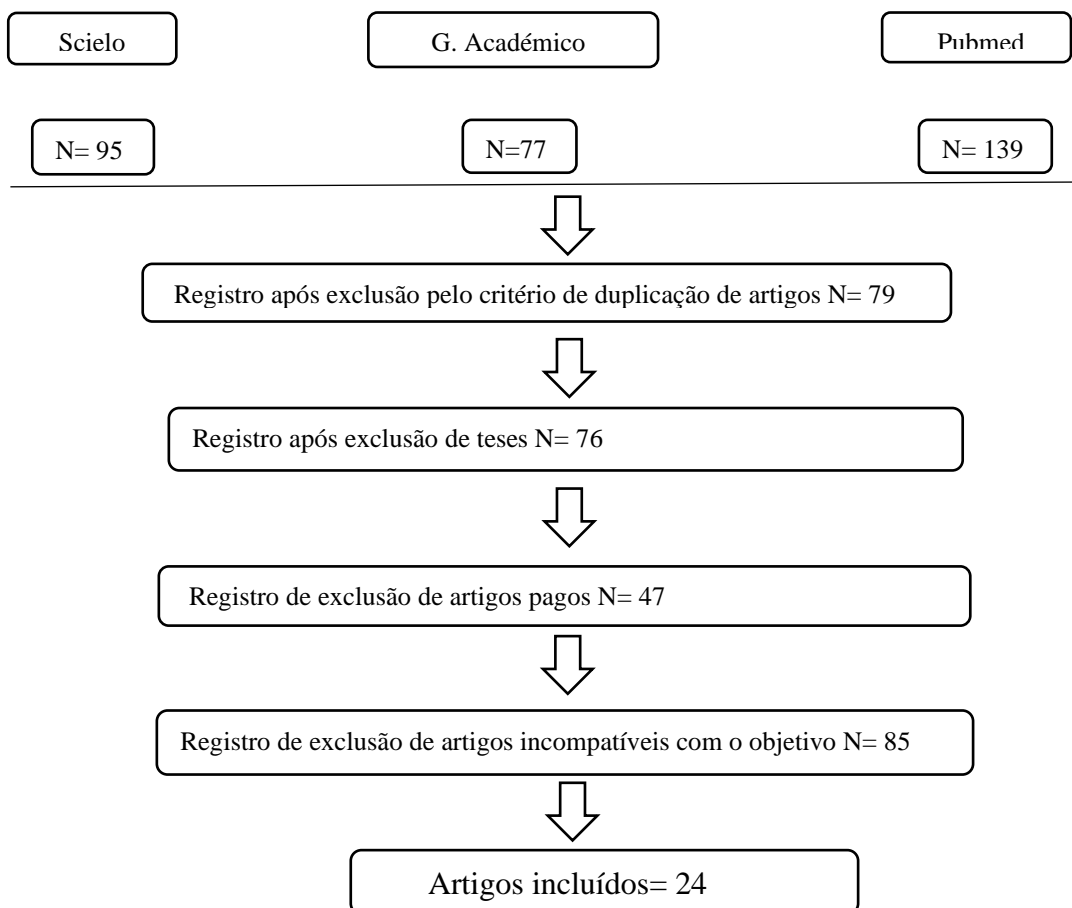 Scielo
G. Académico
Pubmed
N= 95
N=77
N= 139
Registro após exclusão pelo critério de duplicação de artigos N= 79
Registro após exclusão de teses N= 76
Registro de exclusão de artigos pagos N= 47
Registro de exclusão de artigos incompatíveis com o objetivo N= 85
Artigos incluídos= 24